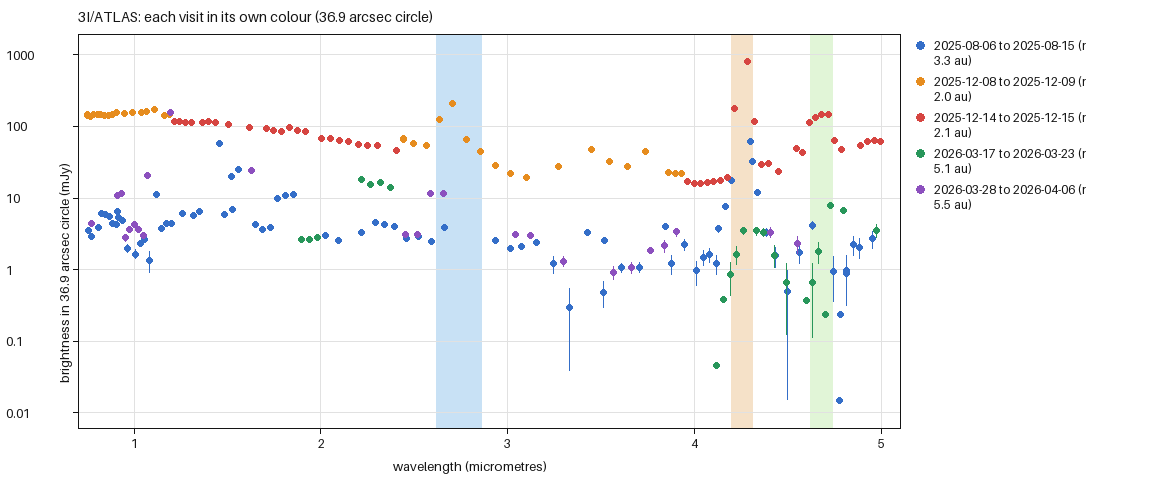 3I/ATLAS: each visit in its own colour (36.9 arcsec circle)
brightness in 36.9 arcsec circle (mJy)
1000
100
10
1
0.1
0.01
1
2
3
4
5
wavelength (micrometres)
2025-08-06 to 2025-08-15 (r
3.3 au)
2025-12-08 to 2025-12-09 (r
2.0 au)
2025-12-14 to 2025-12-15 (r
2.1 au)
2026-03-17 to 2026-03-23 (r
5.1 au)
2026-03-28 to 2026-04-06 (r
5.5 au)